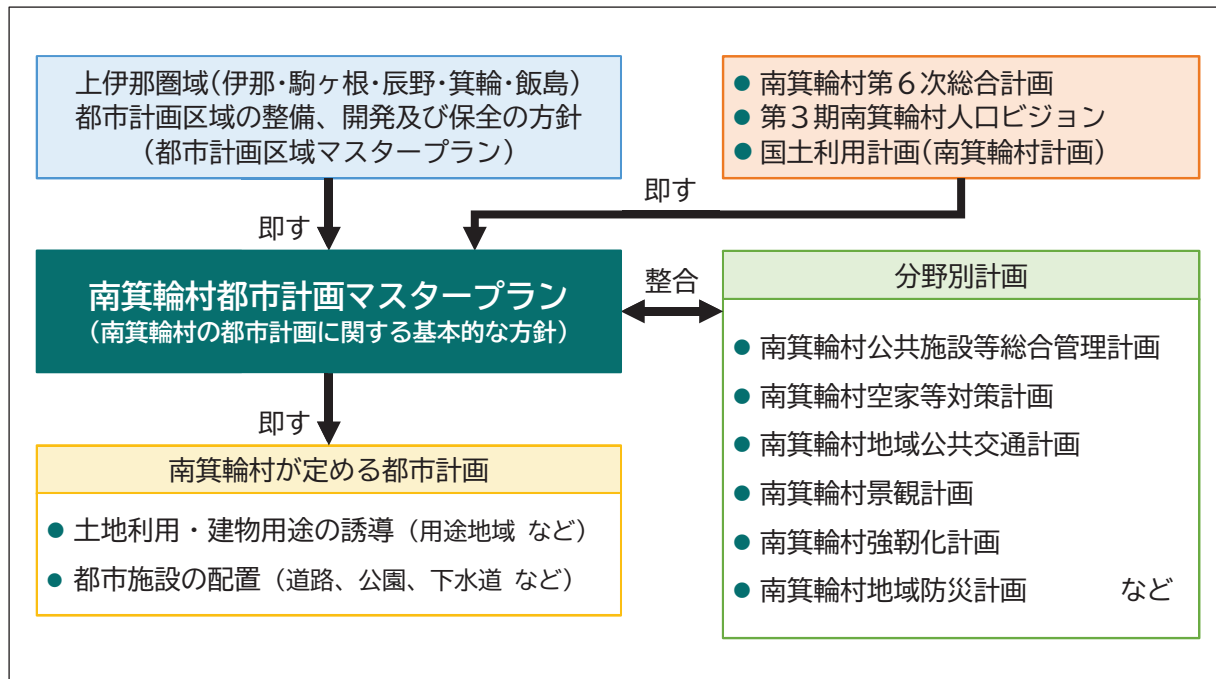 上伊那圏域(伊那・駒ヶ根・辰野・箕輪・飯島)
都市計画区域の整備、開発及び保全の方針
(都市計画区域マスタープラン)
● 南箕輪村第6次総合計画
● 第3期南箕輪村人口ビジョン
● 国土利用計画(南箕輪村計画)
即す
即す
南箕輪村都市計画マスタープラン
(南箕輪村の都市計画に関する基本的な方針)
整合
分野別計画
● 南箕輪村公共施設等総合管理計画
● 南箕輪村空家等対策計画
● 南箕輪村地域公共交通計画
● 南箕輪村景観計画
● 南箕輪村強靭化計画
● 南箕輪村地域防災計画 など
即す
南箕輪村が定める都市計画
● 土地利用・建物用途の誘導(用途地域 など)
● 都市施設の配置(道路、公園、下水道 など)